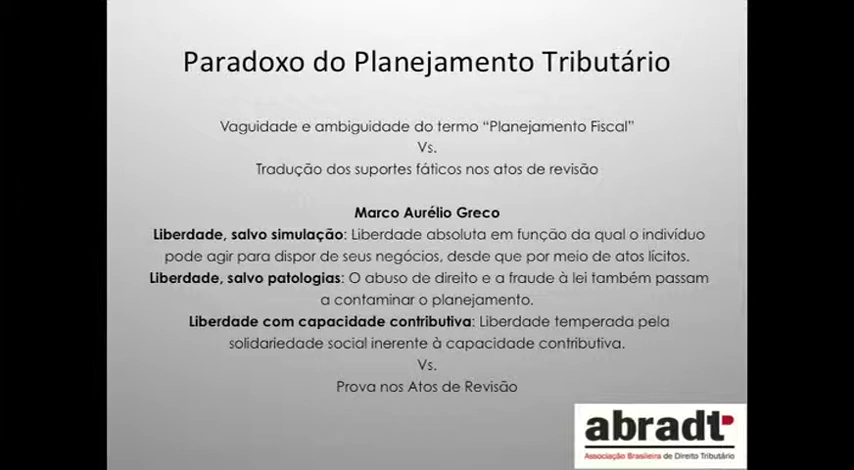 Paradoxo do Planejamento Tributário
Vaguidade e ambiguidade do termo “Planejamento Fiscal”
Vs.
Tradução dos suportes fáticos nos atos de revisão
Marco Aurélio Greco
Liberdade, salvo simulação: Liberdade absoluta em função da qual o indivíduo
pode agir para dispor de seus negócios, desde que por meio de atos lícitos.
Liberdade, salvo patologias: O abuso de direito e a fraude à lei também passam
a contaminar o planejamento.
Liberdade com capacidade contributiva: Liberdade temperada pela
solidariedade social inerente à capacidade contributiva.
Vs.
Prova nos Atos de Revisão
abradt
Associação Brasileira de Direito Tributário